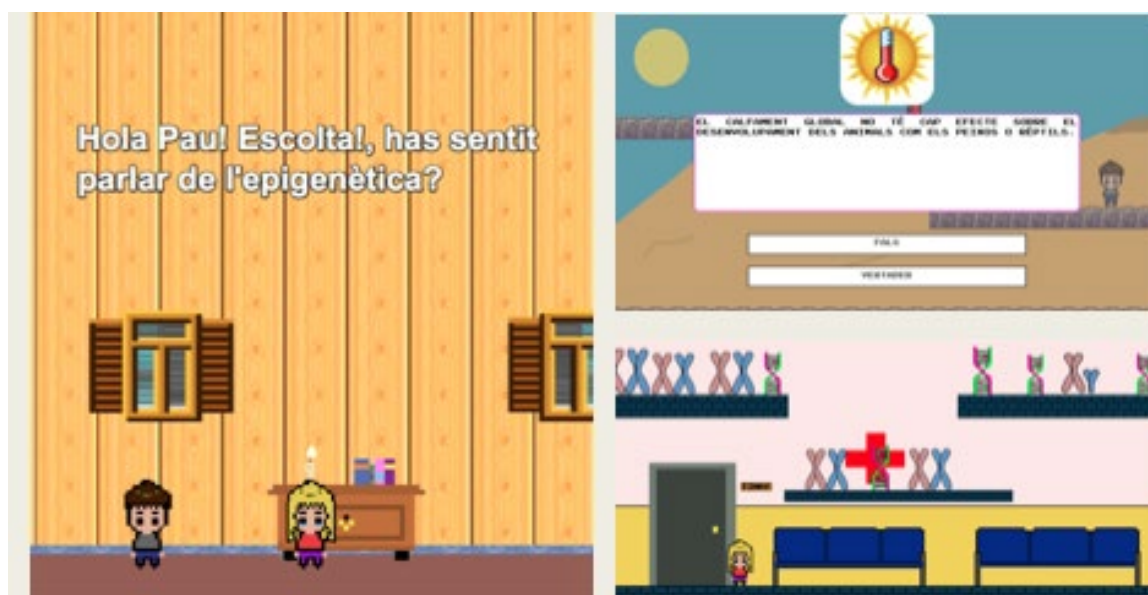 Hola Pau! Escolta!, has sentit
parlar de l'epigenètica?
EL CALFAMENT GLOBAL NO TÉ CAP EFECTE SOBRE EL
DESENVOLUPAMENT DELS ANIMALS COM ELS PEIXOS O RÈPTILS.
FALS
VERTADER